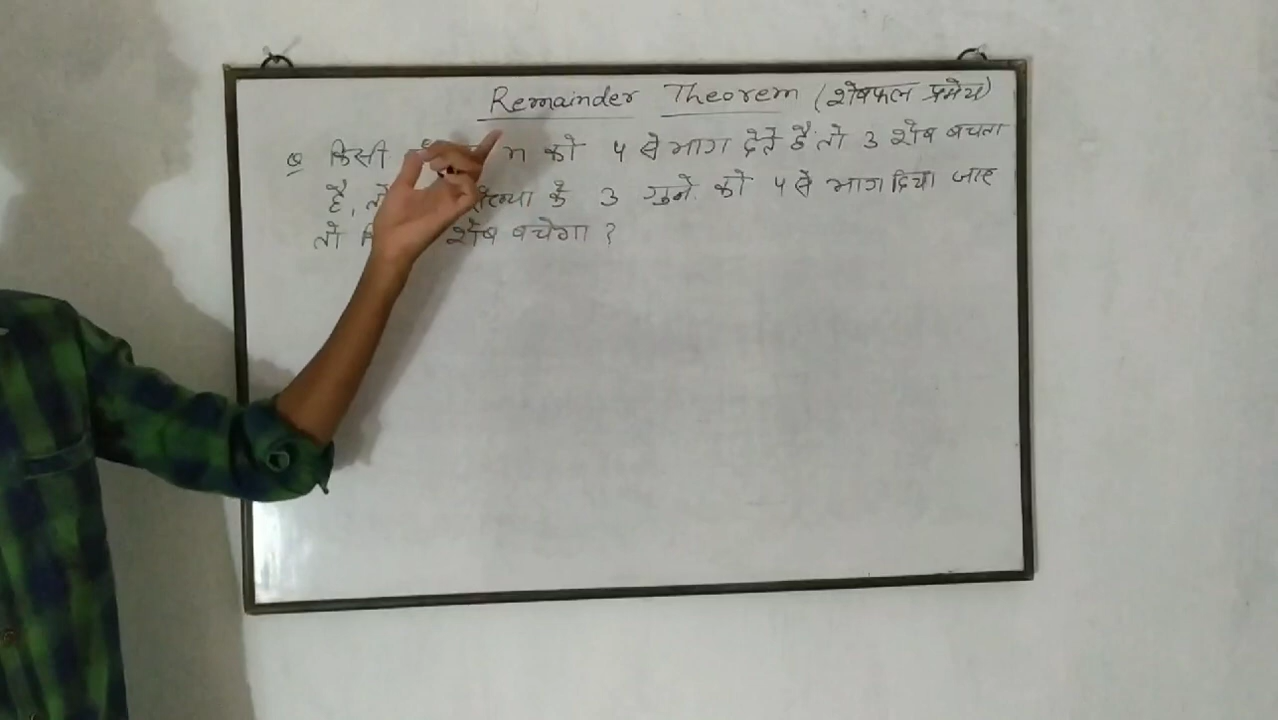 Remainder Theorem (शेषफल प्रमेय)
Q किसी n को 4 से भाग देते हैं तो 3 शेष बचता
है, के 3 गुने को 4 से भाग दिया जाए
तो शेष बचेगा ?